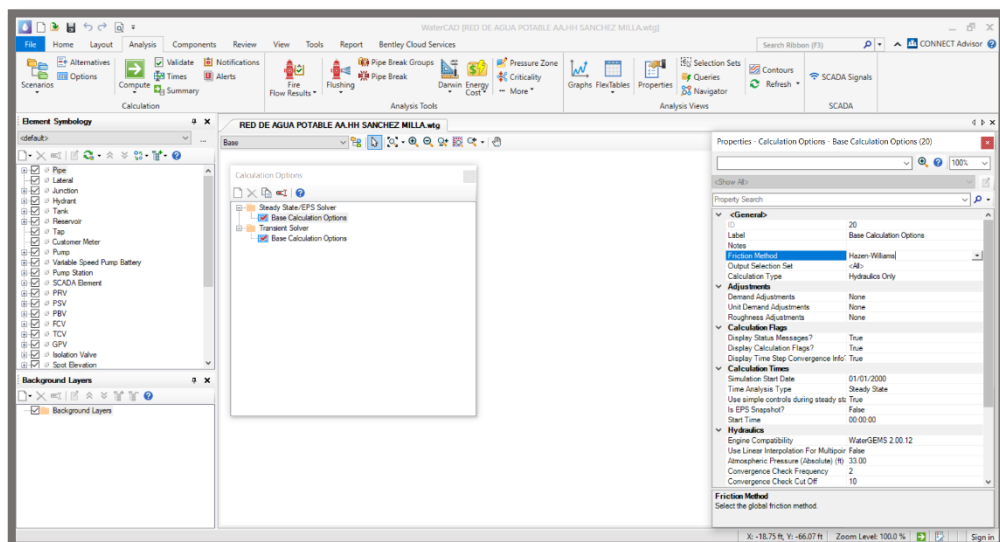 WaterCAD [RED DE AGUA POTABLE AA.HH SANCHEZ MILLA.wtg]
File Home Layout Analysis Components Review View Tools Report Bentley Cloud Services
Search Ribbon (F3)
CONNECT Advisor
Scenarios
Alternatives
Options
Compute
Validate
Times
Summary
Notifications
Alerts
Calculation
Fire
Flow Results
Flushing
Pipe Break Groups
Pipe Break
Darwin
Energy
Cost
Pressure Zone
Criticality
More
Analysis Tools
Graphs
FlexTables
Properties
Selection Sets
Queries
Navigator
Contours
Refresh
Analysis Views
SCADA Signals
SCADA
Element Symbology
<default>
Pipe
Lateral
Junction
Hydrant
Tank
Reservoir
Tap
Customer Meter
Pump
Variable Speed Pump Battery
Pump Station
SCADA Element
PRV
PSV
PBV
FCV
TCV
GPV
Isolation Valve
Spot Elevation
Background Layers
Background Layers
RED DE AGUA POTABLE AA.HH SANCHEZ MILLA.wtg
Base
Calculation Options
Steady State/EPS Solver
Base Calculation Options
Transient Solver
Base Calculation Options
Properties - Calculation Options - Base Calculation Options (20)
100%
<Show All>
Property Search
<General>
ID 20
Label Base Calculation Options
Notes
Friction Method Hazen-Williams
Output Selection Set <All>
Calculation Type Hydraulics Only
Adjustments
Demand Adjustments None
Unit Demand Adjustments None
Roughness Adjustments None
Calculation Flags
Display Status Messages? True
Display Calculation Flags? True
Display Time Step Convergence Info? True
Calculation Times
Simulation Start Date 01/01/2000
Time Analysis Type Steady State
Use simple controls during steady sta True
Is EPS Snapshot? False
Start Time 00:00:00
Hydraulics
Engine Compatibility WaterGEMS 2.00.12
Use Linear Interpolation For Multipoir False
Atmospheric Pressure (Absolute) (ft) 33.00
Convergence Check Frequency 2
Convergence Check Cut Off 10
Friction Method
Select the global friction method.
X: -18.75 ft, Y: -66.07 ft Zoom Level: 100.0 % Sign in